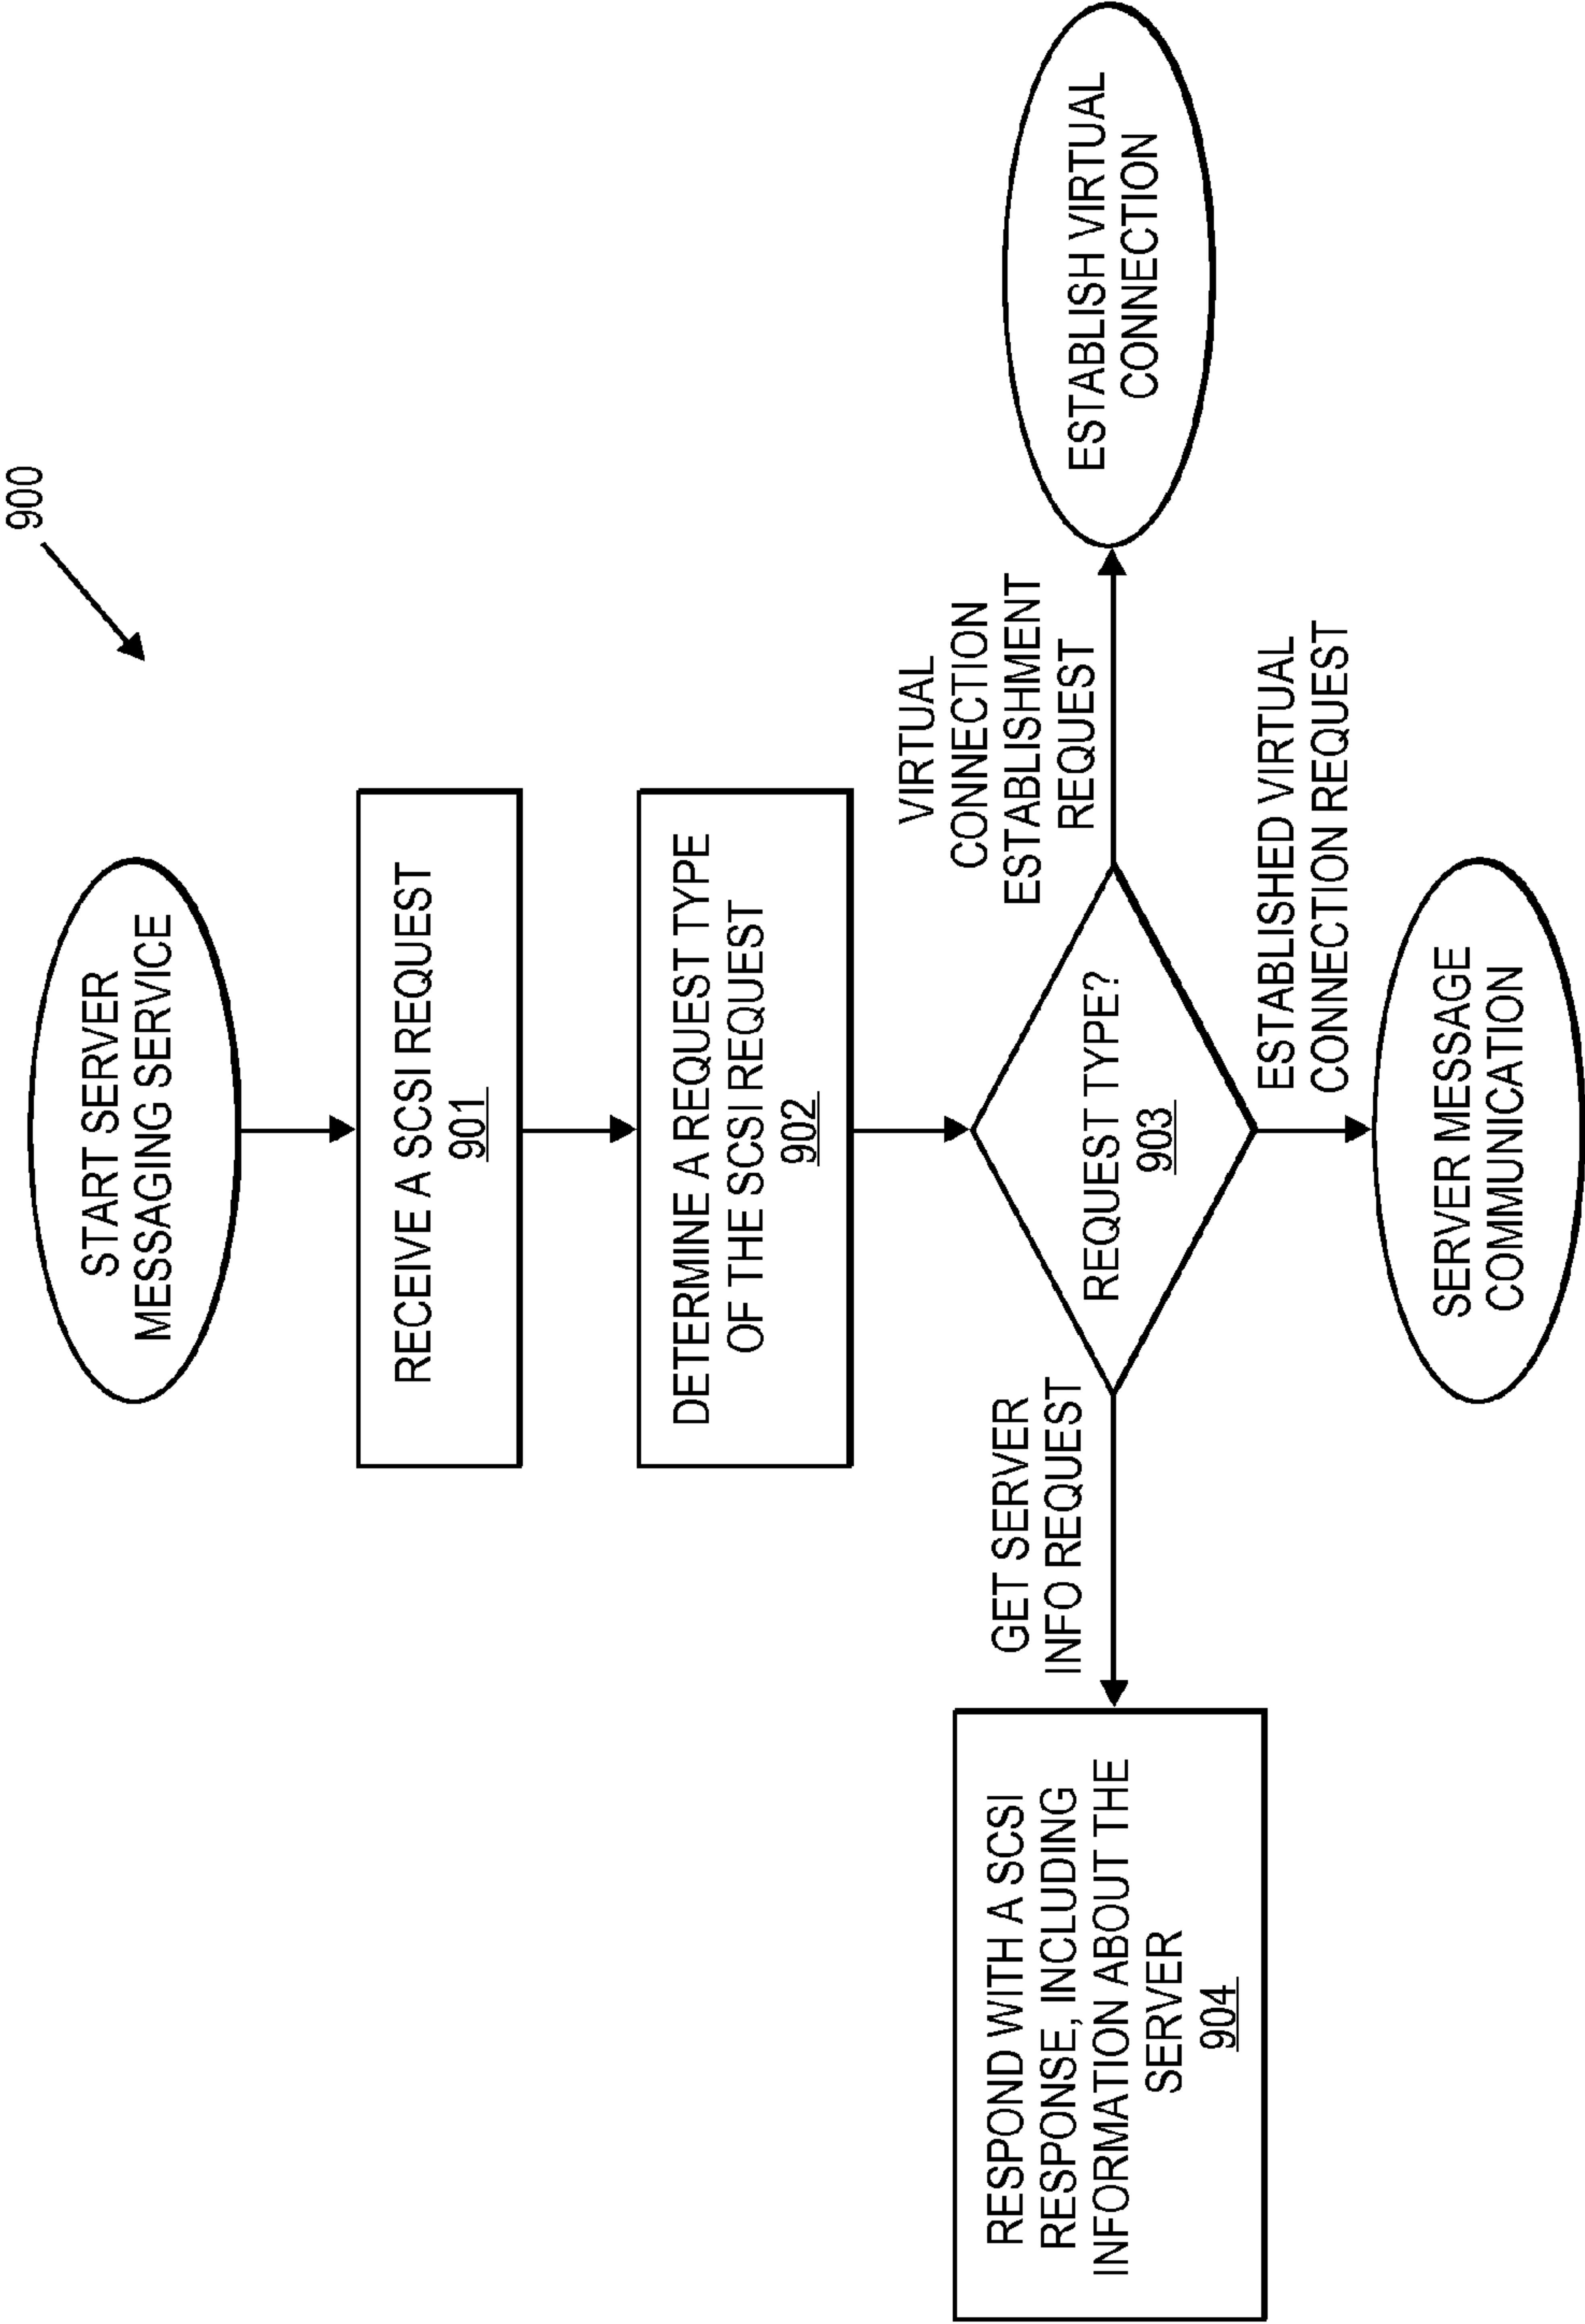 900
START SERVER
MESSAGING SERVICE
RECEIVE A SCSI REQUEST
901
DETERMINE A REQUEST TYPE
OF THE SCSI REQUEST
902
REQUEST TYPE?
903
GET SERVER
INFO REQUEST
RESPOND WITH A SCSI
RESPONSE, INCLUDING
INFORMATION ABOUT THE
SERVER
904
VIRTUAL
CONNECTION
ESTABLISHMENT
REQUEST
ESTABLISH VIRTUAL
CONNECTION
ESTABLISHED VIRTUAL
CONNECTION REQUEST
SERVER MESSAGE
COMMUNICATION